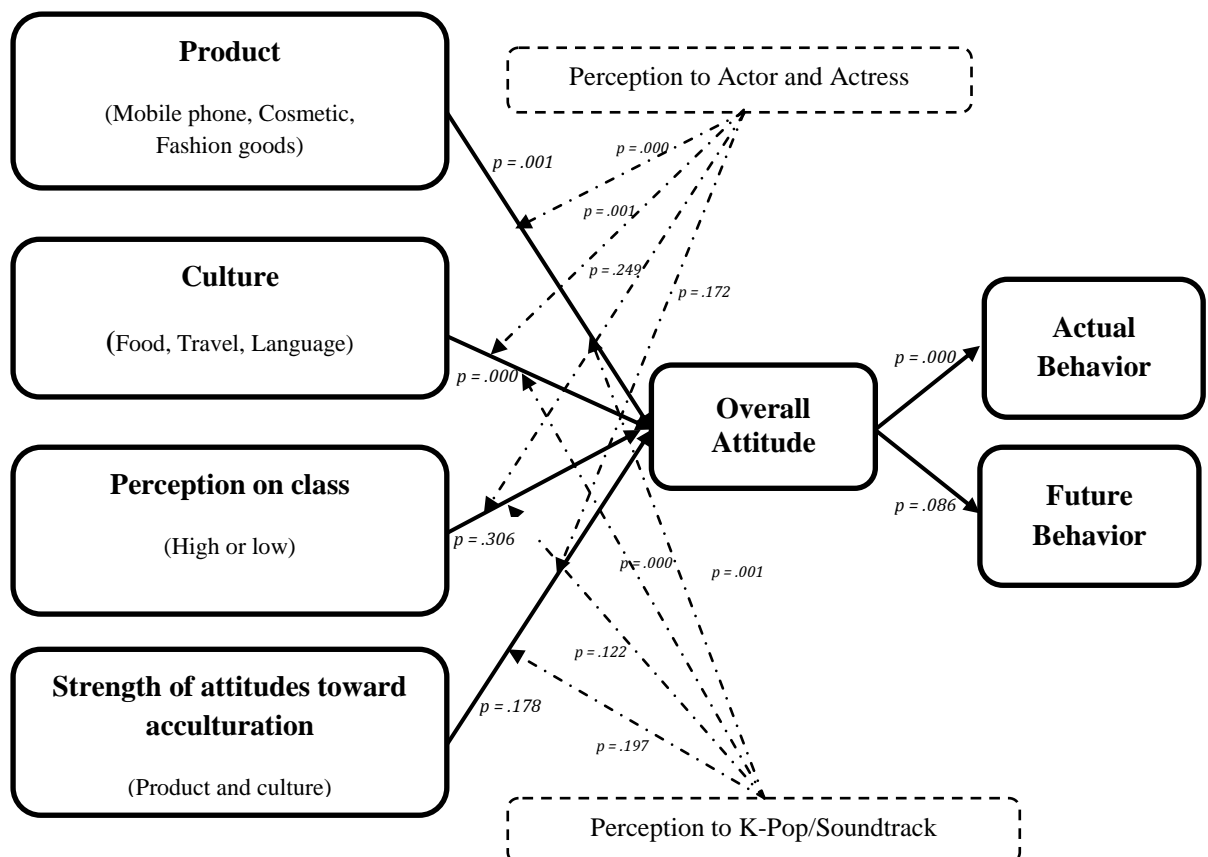 Product
(Mobile phone, Cosmetic,
Fashion goods)
Perception to Actor and Actress
p = .001
p = .000
p = .001
p = .249
p = .172
Culture
(Food, Travel, Language)
p = .000
Overall
Attitude
p = .000
Actual
Behavior
p = .086
Future
Behavior
Perception on class
(High or low)
p = .306
p = .000
p = .001
p = .122
p = .197
Strength of attitudes toward
acculturation
(Product and culture)
p = .178
Perception to K-Pop/Soundtrack